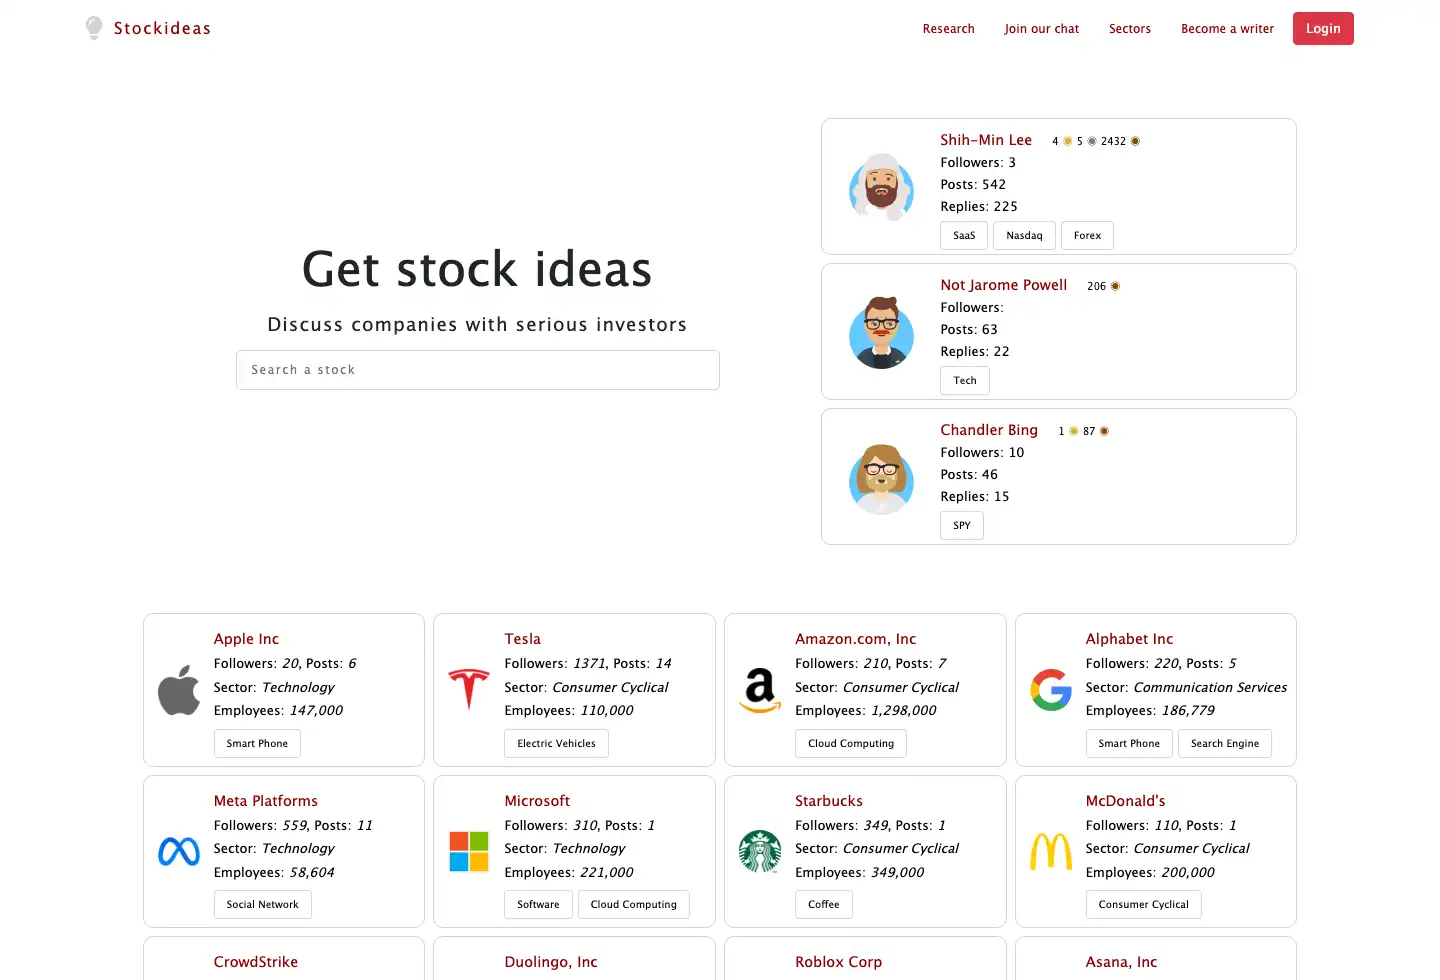 Stockideas
Research
Join our chat
Sectors
Become a writer
Login
Get stock ideas
Discuss companies with serious investors
Search a stock
Shih-Min Lee 4 5 2432
Followers: 3
Posts: 542
Replies: 225
SaaS
Nasdaq
Forex
Not Jarome Powell 206
Followers:
Posts: 63
Replies: 22
Tech
Chandler Bing 1 87
Followers: 10
Posts: 46
Replies: 15
SPY
Apple Inc
Followers: 20, Posts: 6
Sector: Technology
Employees: 147,000
Smart Phone
Tesla
Followers: 1371, Posts: 14
Sector: Consumer Cyclical
Employees: 110,000
Electric Vehicles
Amazon.com, Inc
Followers: 210, Posts: 7
Sector: Consumer Cyclical
Employees: 1,298,000
Cloud Computing
Alphabet Inc
Followers: 220, Posts: 5
Sector: Communication Services
Employees: 186,779
Smart Phone
Search Engine
Meta Platforms
Followers: 559, Posts: 11
Sector: Technology
Employees: 58,604
Social Network
Microsoft
Followers: 310, Posts: 1
Sector: Technology
Employees: 221,000
Software
Cloud Computing
Starbucks
Followers: 349, Posts: 1
Sector: Consumer Cyclical
Employees: 349,000
Coffee
McDonald's
Followers: 110, Posts: 1
Sector: Consumer Cyclical
Employees: 200,000
Consumer Cyclical
CrowdStrike
Duolingo, Inc
Roblox Corp
Asana, Inc